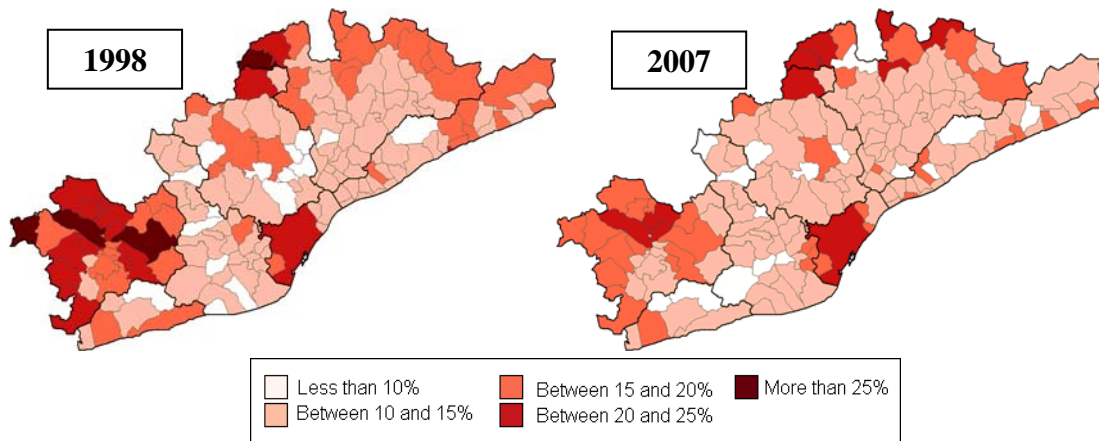 1998
2007
Less than 10%
Between 15 and 20%
More than 25%
Between 10 and 15%
Between 20 and 25%